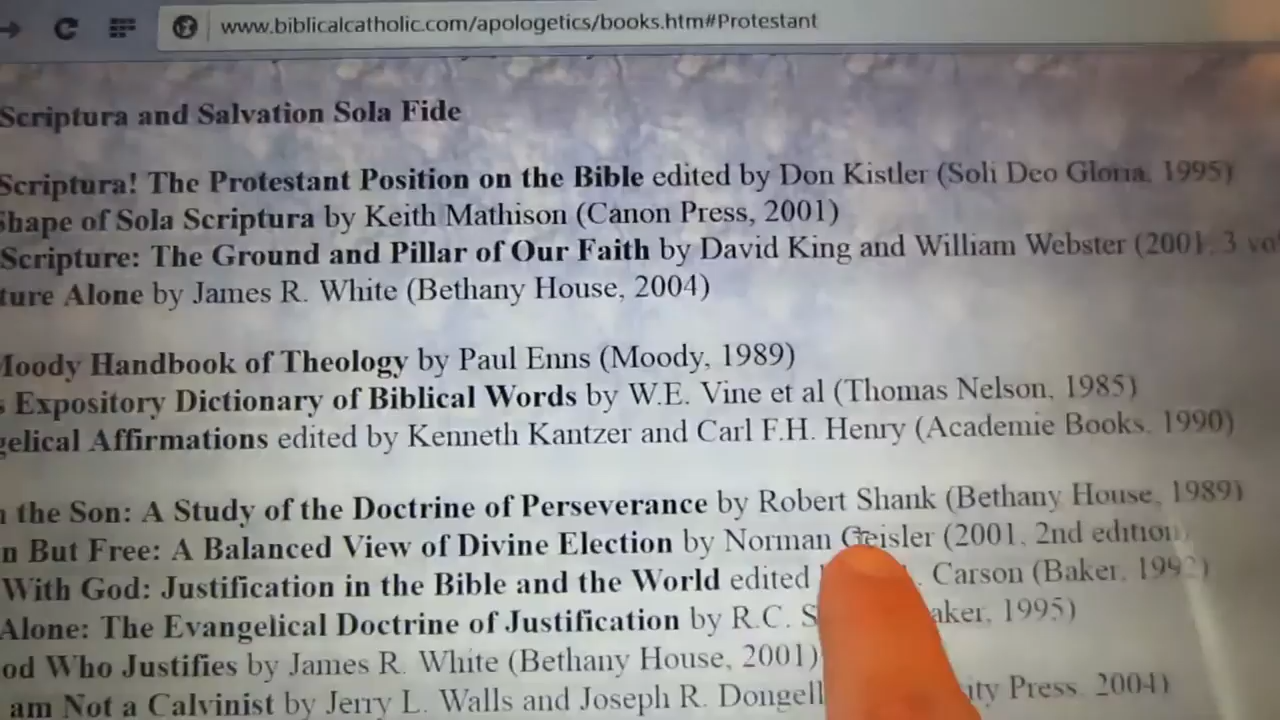 www.biblicalcatholic.com/apologetics/books.htm#Protestant
Scriptura and Salvation Sola Fide
Scriptura! The Protestant Position on the Bible edited by Don Kistler (Soli Deo Gloria, 1995)
Shape of Sola Scriptura by Keith Mathison (Canon Press, 2001)
Scripture: The Ground and Pillar of Our Faith by David King and William Webster (2001, 3 vo
ture Alone by James R. White (Bethany House, 2004)
Moody Handbook of Theology by Paul Enns (Moody, 1989)
s Expository Dictionary of Biblical Words by W.E. Vine et al (Thomas Nelson, 1985)
gelical Affirmations edited by Kenneth Kantzer and Carl F.H. Henry (Academie Books, 1990)
n the Son: A Study of the Doctrine of Perseverance by Robert Shank (Bethany House, 1989)
n But Free: A Balanced View of Divine Election by Norman Geisler (2001, 2nd edition)
With God: Justification in the Bible and the World edited . Carson (Baker, 1992)
Alone: The Evangelical Doctrine of Justification by R.C. S aker, 1995)
od Who Justifies by James R. White (Bethany House, 2001)
am Not a Calvinist by Jerry L. Walls and Joseph R. Dongell ity Press, 2004)